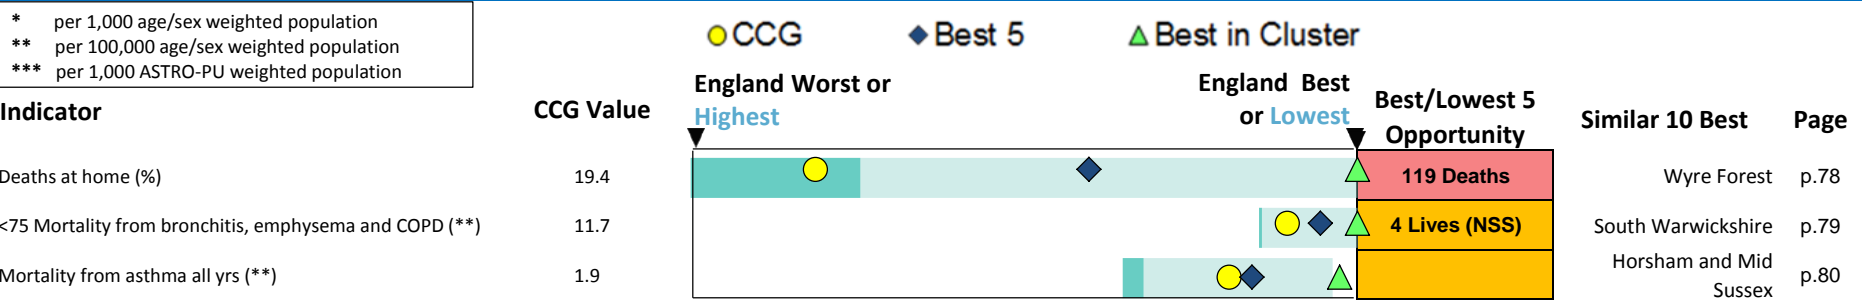 * per 1,000 age/sex weighted population
** per 100,000 age/sex weighted population
*** per 1,000 ASTRO-PU weighted population
CCG Best 5 Best in Cluster
Indicator CCG Value England Worst or Highest England Best or Lowest Best/Lowest 5 Opportunity Similar 10 Best Page
Deaths at home (%) 19.4 119 Deaths Wyre Forest p.78
<75 Mortality from bronchitis, emphysema and COPD (**) 11.7 4 Lives (NSS) South Warwickshire p.79
Mortality from asthma all yrs (**) 1.9 Horsham and Mid Sussex p.80